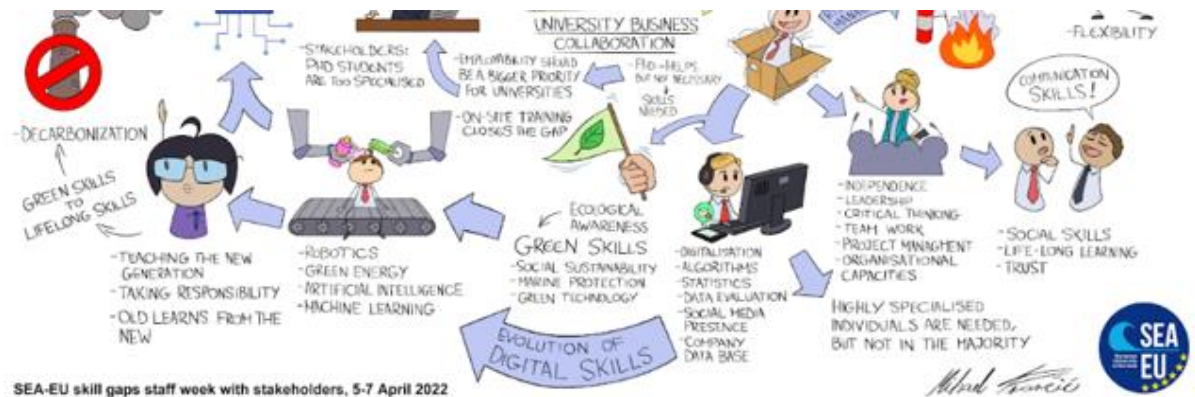 UNIVERSITY BUSINESS
COLLABORATION
-STAKEHOLDERS:
PHD STUDENTS
ARE TOO SPECIALISED
-EMPLOYABILITY SHOULD
BE A BIGGER PRIORITY
FOR UNIVERSITIES
-ON-SITE TRAINING
CLOSES THE GAP
-PHD→HELPS
BUT NOT NECESSARY
SKILLS
NEEDED
-FLEXIBILITY
COMMUNICATION
SKILLS!
-DECARBONIZATION
GREEN SKILLS
TO
LIFELONG SKILLS
-TEACHING THE NEW
GENERATION
-TAKING RESPONSIBILITY
-OLD LEARNS FROM THE
NEW
-ROBOTICS
-GREEN ENERGY
-ARTIFICIAL INTELLIGENCE
-MACHINE LEARNING
ECOLOGICAL
AWARENESS
GREEN SKILLS
-SOCIAL SUSTAINABILITY
-MARINE PROTECTION
-GREEN TECHNOLOGY
-DIGITALISATION
-ALGORITHMS
-STATISTICS
-DATA EVALUATION
-SOCIAL MEDIA
PRESENCE
-COMPANY
DATA BASE
-INDEPENDENCE
-LEADERSHIP
-CRITICAL THINKING
-TEAM WORK
-PROJECT MANAGMENT
-ORGANISATIONAL
CAPACITIES
-SOCIAL SKILLS
-LIFE-LONG LEARNING
-TRUST
HIGHLY SPECIALISED
INDIVIDUALS ARE NEEDED,
BUT NOT IN THE MAJORITY
EVOLUTION OF
DIGITAL SKILLS
SEA
EU
SEA-EU skill gaps staff week with stakeholders, 5-7 April 2022